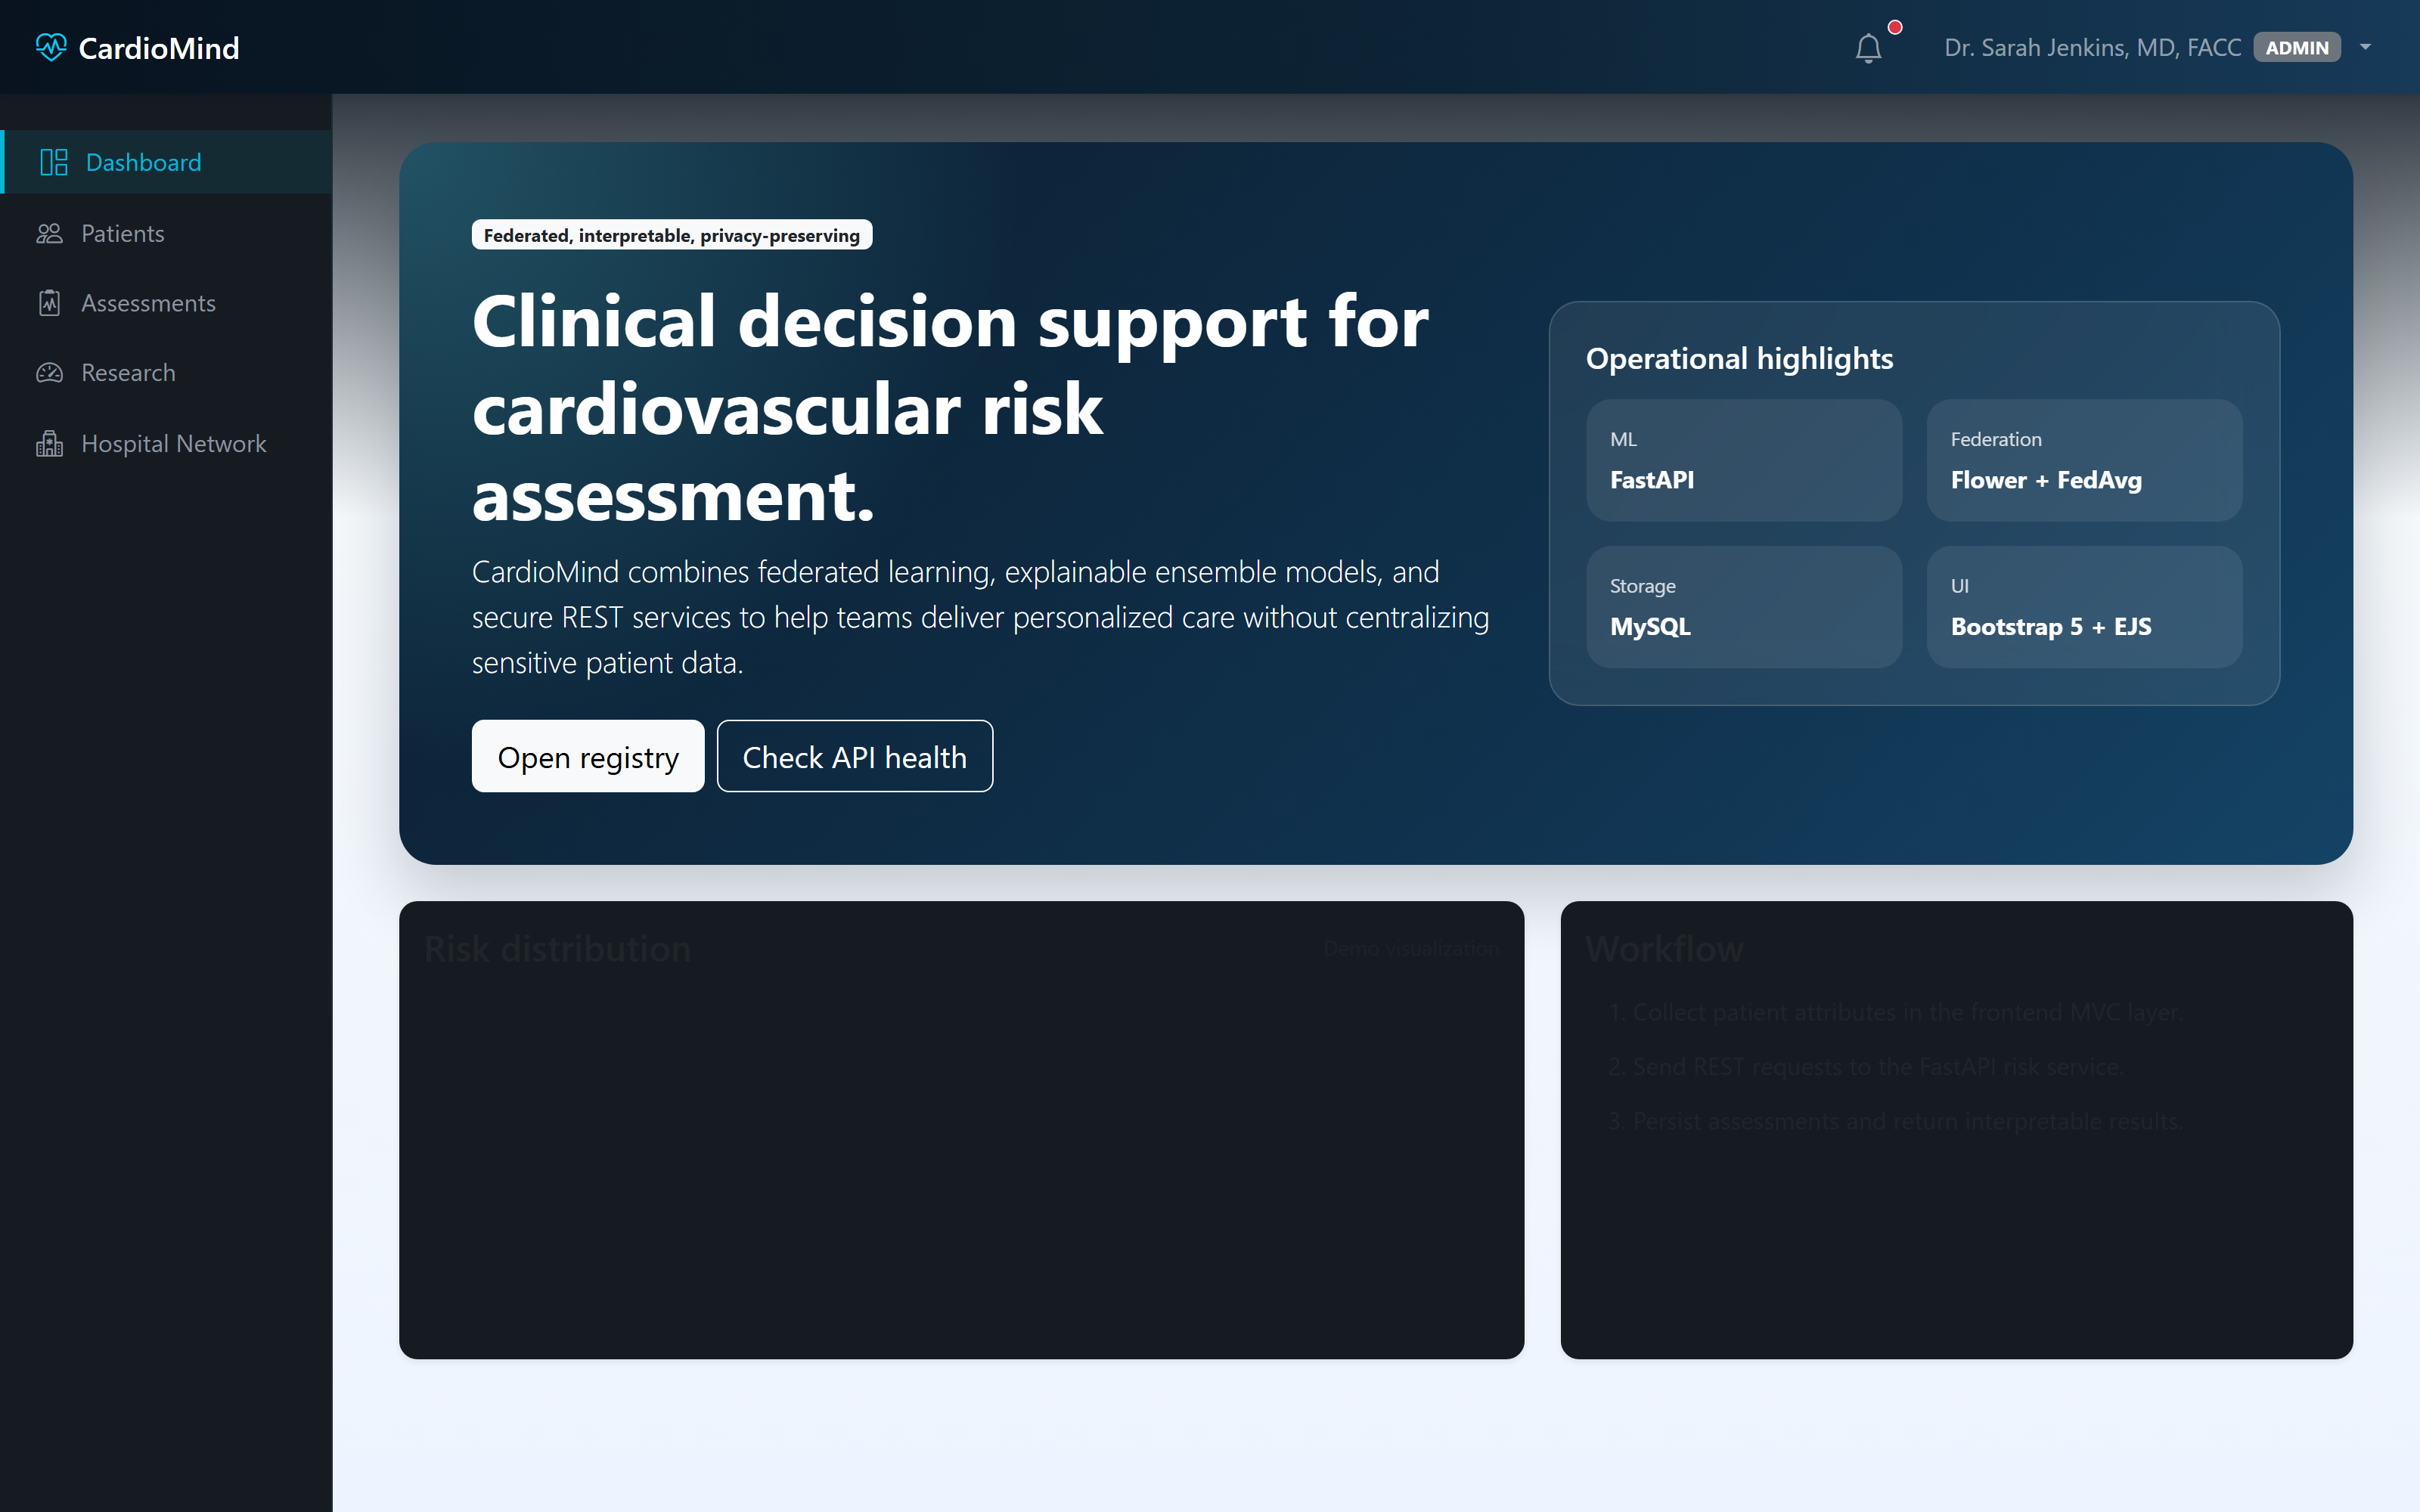 CardioMind
Dr. Sarah Jenkins, MD, FACC ADMIN
Dashboard
Patients
Assessments
Research
Hospital Network
Federated, interpretable, privacy-preserving
Clinical decision support for
cardiovascular risk
assessment.
CardioMind combines federated learning, explainable ensemble models, and
secure REST services to help teams deliver personalized care without centralizing
sensitive patient data.
Open registry
Check API health
Operational highlights
ML
FastAPI
Federation
Flower + FedAvg
Storage
MySQL
UI
Bootstrap 5 + EJS
Risk distribution
Demo visualization
Workflow
1. Collect patient attributes in the frontend MVC layer.
2. Send REST requests to the FastAPI risk service.
3. Persist assessments and return interpretable results.